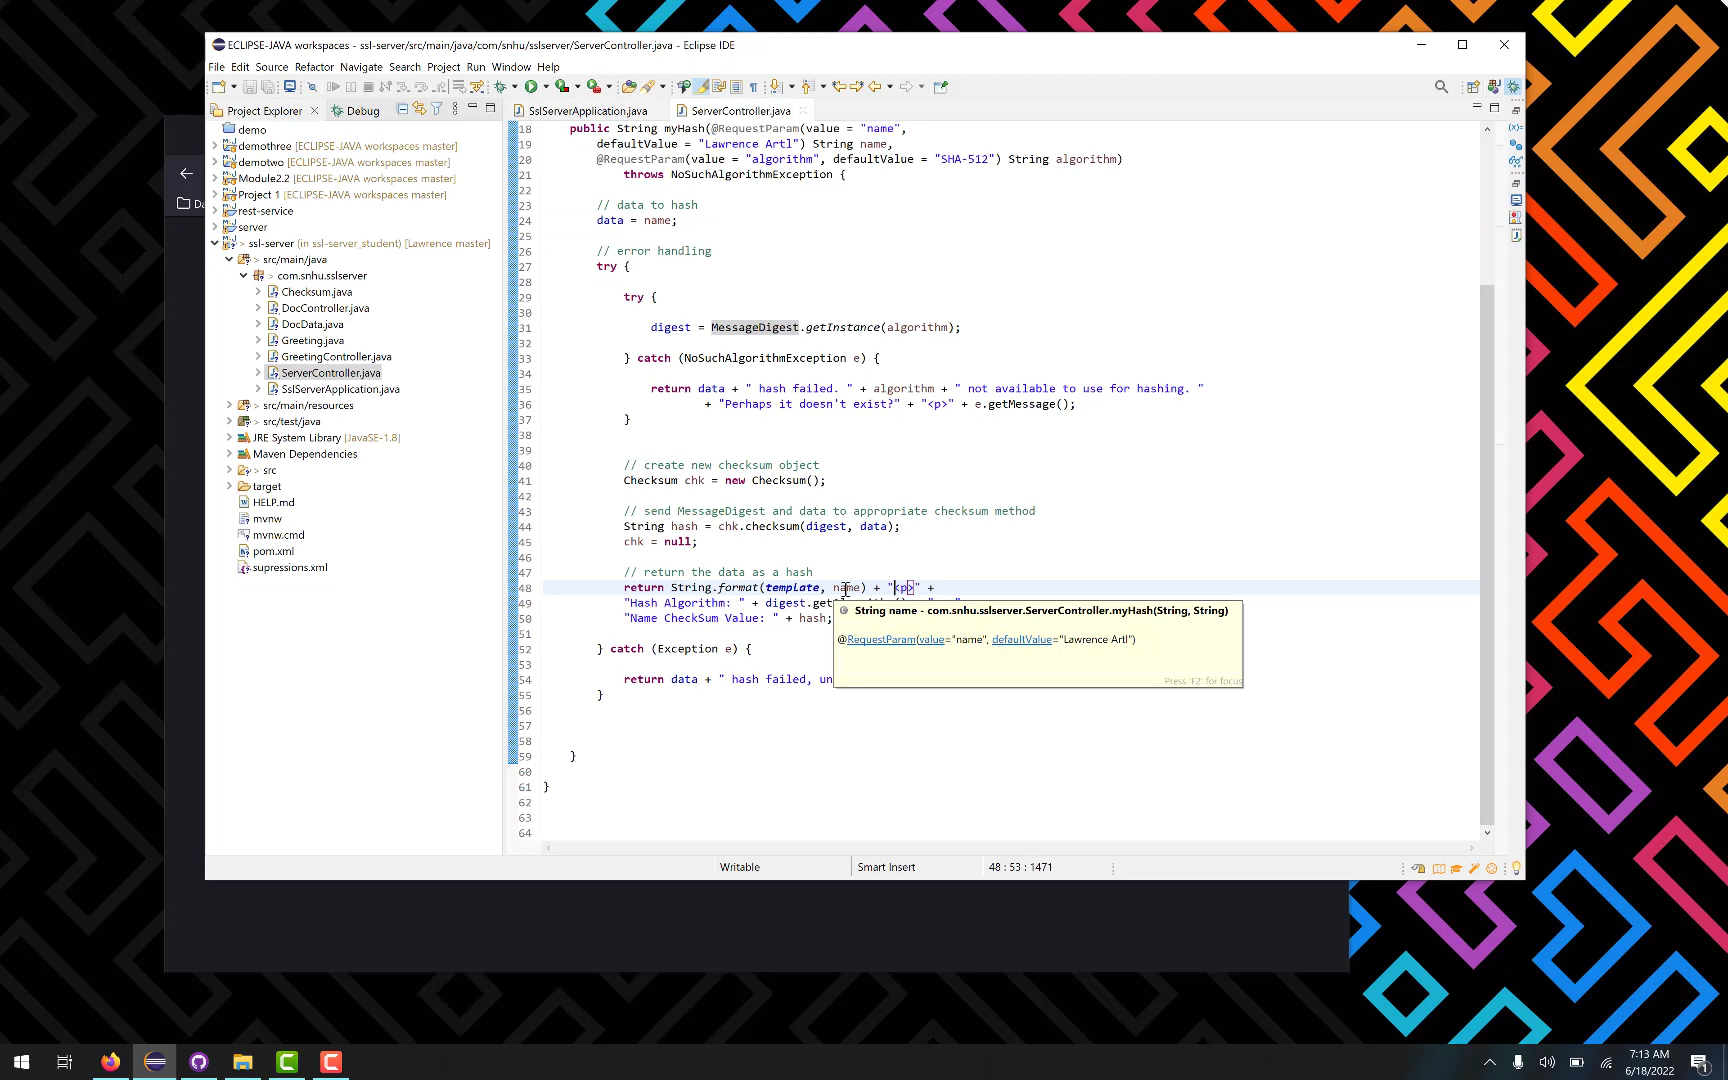 ECLIPSE-JAVA workspaces - ssl-server/src/main/java/com/snhu/sslserver/ServerController.java - Eclipse IDE
File Edit Source Refactor Navigate Search Project Run Window Help
Project Explorer
Debug
SslServerApplication.java
ServerController.java
demo
demothree [ECLIPSE-JAVA workspaces master]
demotwo [ECLIPSE-JAVA workspaces master]
Module2.2 [ECLIPSE-JAVA workspaces master]
Project 1 [ECLIPSE-JAVA workspaces master]
rest-service
server
> ssl-server (in ssl-server_student) [Lawrence master]
> src/main/java
> com.snhu.sslserver
Checksum.java
DocController.java
DocData.java
Greeting.java
GreetingController.java
ServerController.java
SslServerApplication.java
> src/main/resources
> src/test/java
JRE System Library [JavaSE-1.8]
Maven Dependencies
> src
target
HELP.md
mvnw
mvnw.cmd
pom.xml
supressions.xml
18 public String myHash(@RequestParam(value = "name",
19 defaultValue = "Lawrence Artl") String name,
20 @RequestParam(value = "algorithm", defaultValue = "SHA-512") String algorithm)
21 throws NoSuchAlgorithmException {
22
23 // data to hash
24 data = name;
25
26 // error handling
27 try {
28
29 try {
30
31 digest = MessageDigest.getInstance(algorithm);
32
33 } catch (NoSuchAlgorithmException e) {
34
35 return data + " hash failed. " + algorithm + " not available to use for hashing. "
36 + "Perhaps it doesn't exist?" + "<p>" + e.getMessage();
37 }
38
39
40 // create new checksum object
41 Checksum chk = new Checksum();
42
43 // send MessageDigest and data to appropriate checksum method
44 String hash = chk.checksum(digest, data);
45 chk = null;
46
47 // return the data as a hash
48 return String.format(template, name) + "<p>" +
49 "Hash Algorithm: " + digest.get
50 "Name CheckSum Value: " + hash;
51
52 } catch (Exception e) {
53
54 return data + " hash failed, un
55 }
56
57
58
59 }
60
61 }
62
63
64
String name - com.snhu.sslserver.ServerController.myHash(String, String)
@RequestParam(value="name", defaultValue="Lawrence Artl")
Press 'F2' for focus
Writable
Smart Insert
48 : 53 : 1471
7:13 AM
6/18/2022